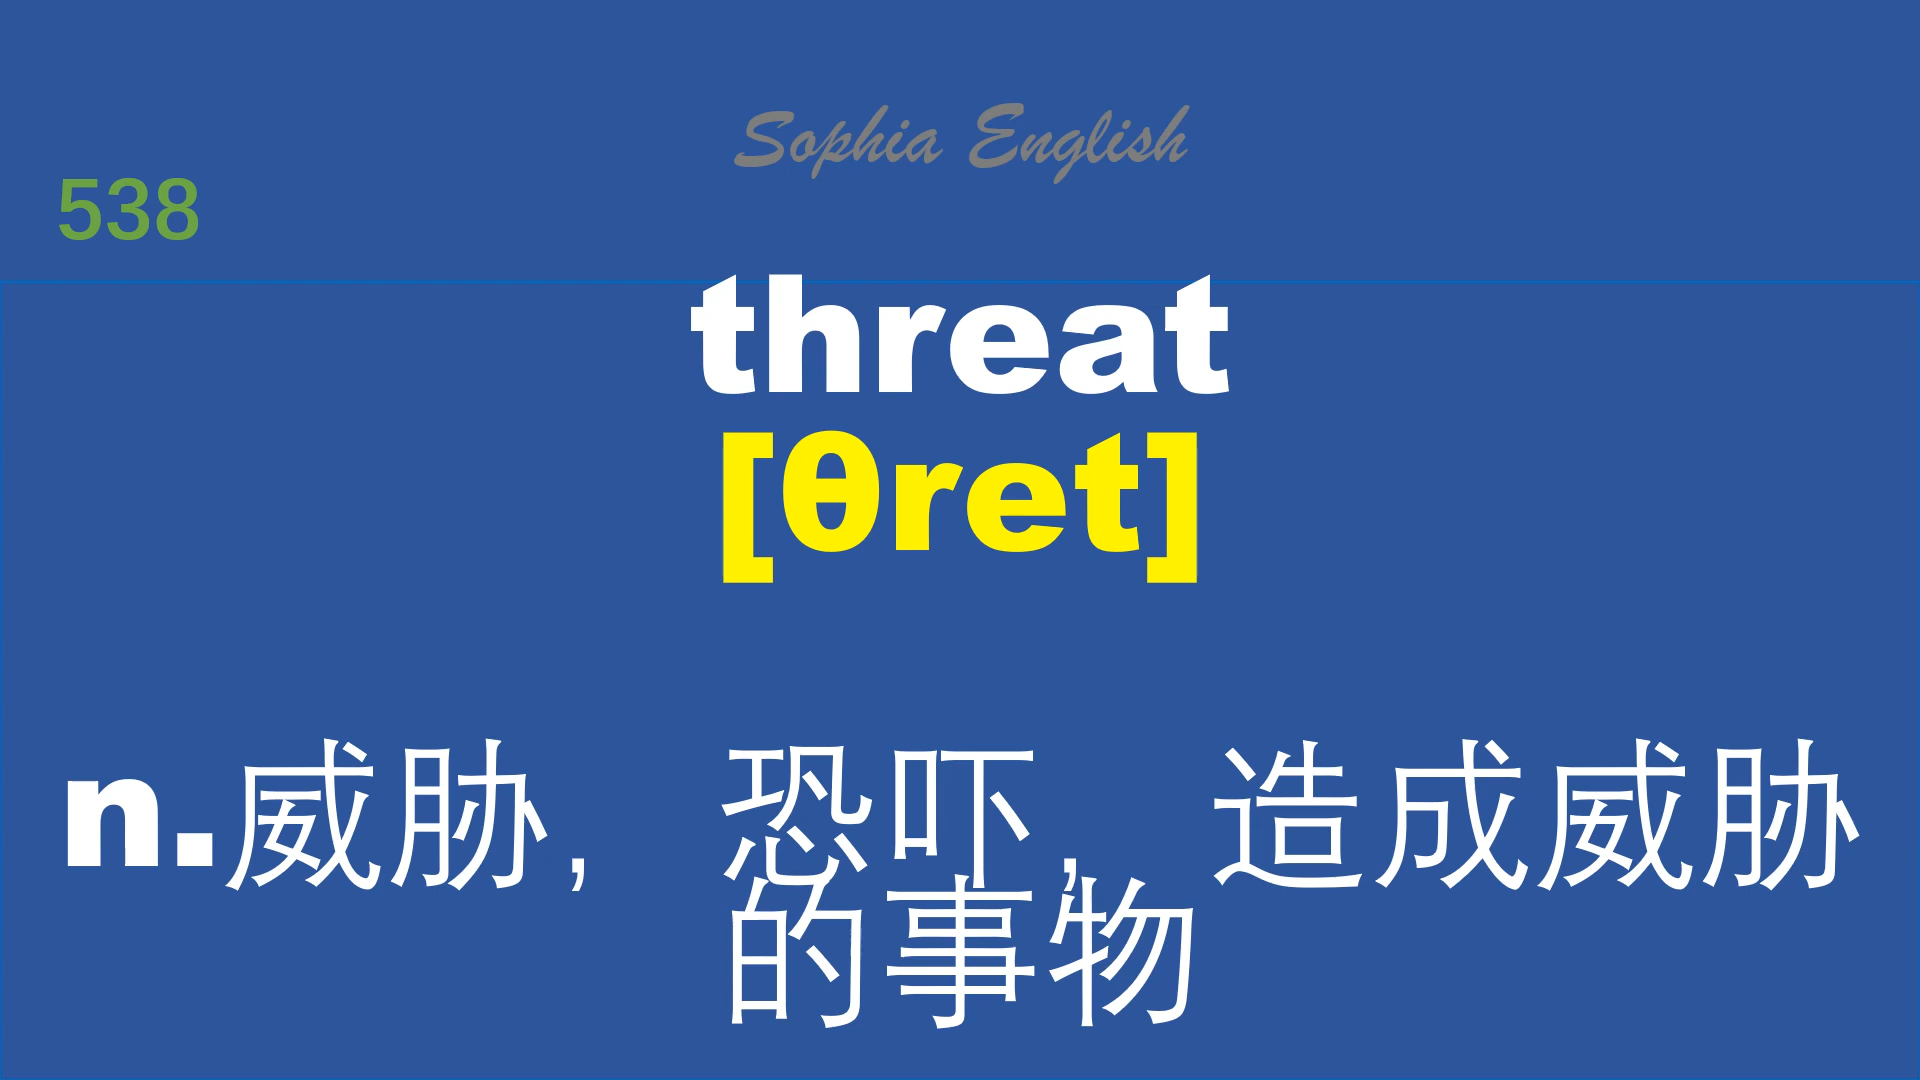 Sophia English
538
threat
[θret]
n.威胁，恐吓，造成威胁
的事物